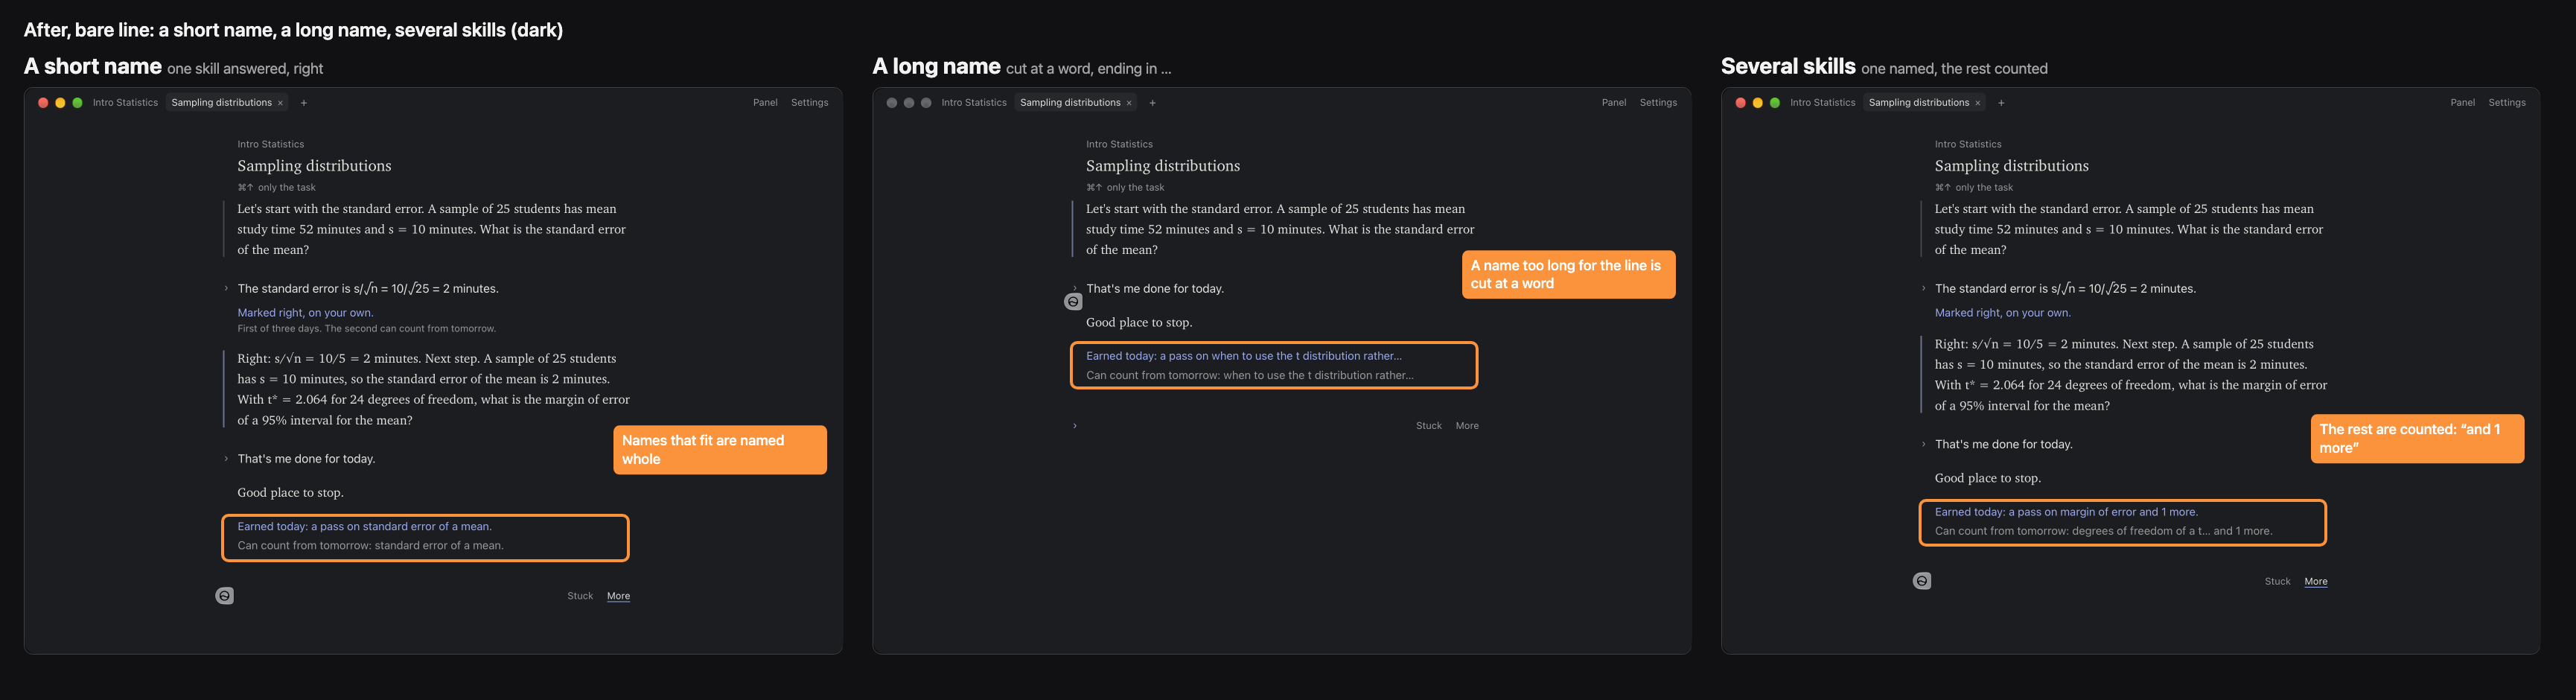 After, bare line: a short name, a long name, several skills (dark)
A short name one skill answered, right
Intro Statistics Sampling distributions × + Panel Settings
Intro Statistics
Sampling distributions
⌘↑ only the task
Let's start with the standard error. A sample of 25 students has mean
study time 52 minutes and s = 10 minutes. What is the standard error
of the mean?
› The standard error is s/√n = 10/√25 = 2 minutes.
Marked right, on your own.
First of three days. The second can count from tomorrow.
Right: s/√n = 10/5 = 2 minutes. Next step. A sample of 25 students
has s = 10 minutes, so the standard error of the mean is 2 minutes.
With t* = 2.064 for 24 degrees of freedom, what is the margin of error
of a 95% interval for the mean?
Names that fit are named
whole
› That's me done for today.
Good place to stop.
Earned today: a pass on standard error of a mean.
Can count from tomorrow: standard error of a mean.
Stuck More
A long name cut at a word, ending in ...
Intro Statistics Sampling distributions × + Panel Settings
Intro Statistics
Sampling distributions
⌘↑ only the task
Let's start with the standard error. A sample of 25 students has mean
study time 52 minutes and s = 10 minutes. What is the standard error
of the mean?
A name too long for the line is
cut at a word
› That's me done for today.
Good place to stop.
Earned today: a pass on when to use the t distribution rather...
Can count from tomorrow: when to use the t distribution rather...
› Stuck More
Several skills one named, the rest counted
Intro Statistics Sampling distributions × + Panel Settings
Intro Statistics
Sampling distributions
⌘↑ only the task
Let's start with the standard error. A sample of 25 students has mean
study time 52 minutes and s = 10 minutes. What is the standard error
of the mean?
› The standard error is s/√n = 10/√25 = 2 minutes.
Marked right, on your own.
Right: s/√n = 10/5 = 2 minutes. Next step. A sample of 25 students
has s = 10 minutes, so the standard error of the mean is 2 minutes.
With t* = 2.064 for 24 degrees of freedom, what is the margin of error
of a 95% interval for the mean?
The rest are counted: “and 1
more”
› That's me done for today.
Good place to stop.
Earned today: a pass on margin of error and 1 more.
Can count from tomorrow: degrees of freedom of a t... and 1 more.
Stuck More